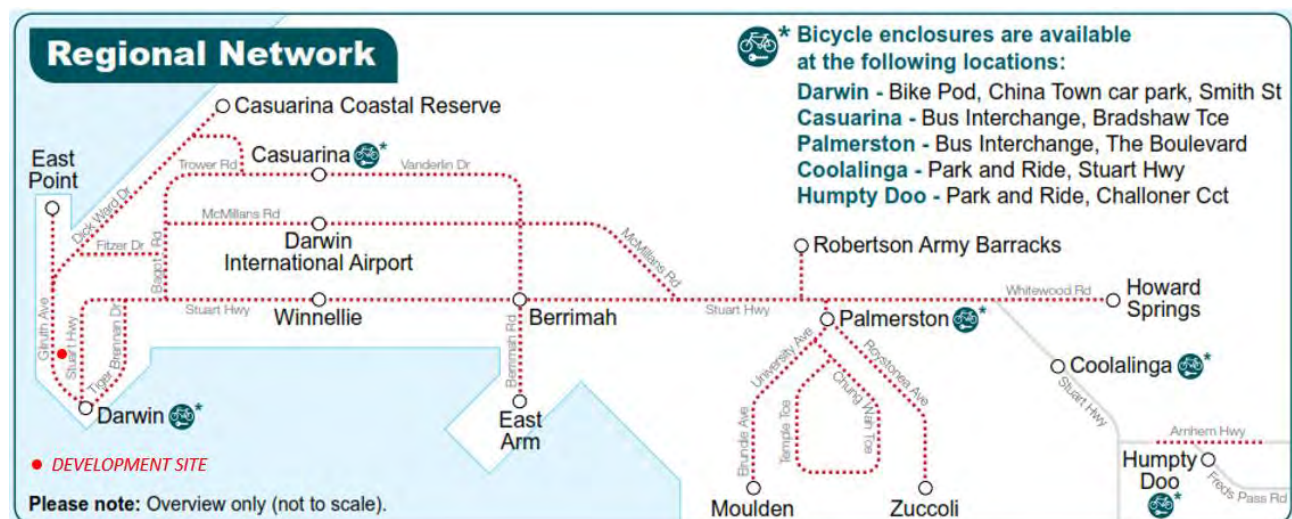 Regional Network
* Bicycle enclosures are available
at the following locations:
Darwin - Bike Pod, China Town car park, Smith St
Casuarina - Bus Interchange, Bradshaw Tce
Palmerston - Bus Interchange, The Boulevard
Coolalinga - Park and Ride, Stuart Hwy
Humpty Doo - Park and Ride, Challoner Cct
Casuarina Coastal Reserve
East
Point
Trower Rd
Casuarina *
Vanderlin Dr
Dick Ward Dr
McMillans Rd
Fitzer Dr
Bagot Rd
Darwin
International Airport
McMillans Rd
Robertson Army Barracks
Gilruth Ave
Stuart Hwy
Tiger Brennan Dr
Stuart Hwy
Winnellie
Berrimah
Stuart Hwy
Whitewood Rd
Howard
Springs
Palmerston *
Berrimah Rd
University Ave
Roystonea Ave
Coolalinga *
Stuart Hwy
Chung Wah Tce
Temple Tce
Brundle Ave
Darwin *
East
Arm
Arnhem Hwy
Humpty
Doo
*
Freds Pass Rd
DEVELOPMENT SITE
Moulden
Zuccoli
Please note: Overview only (not to scale).